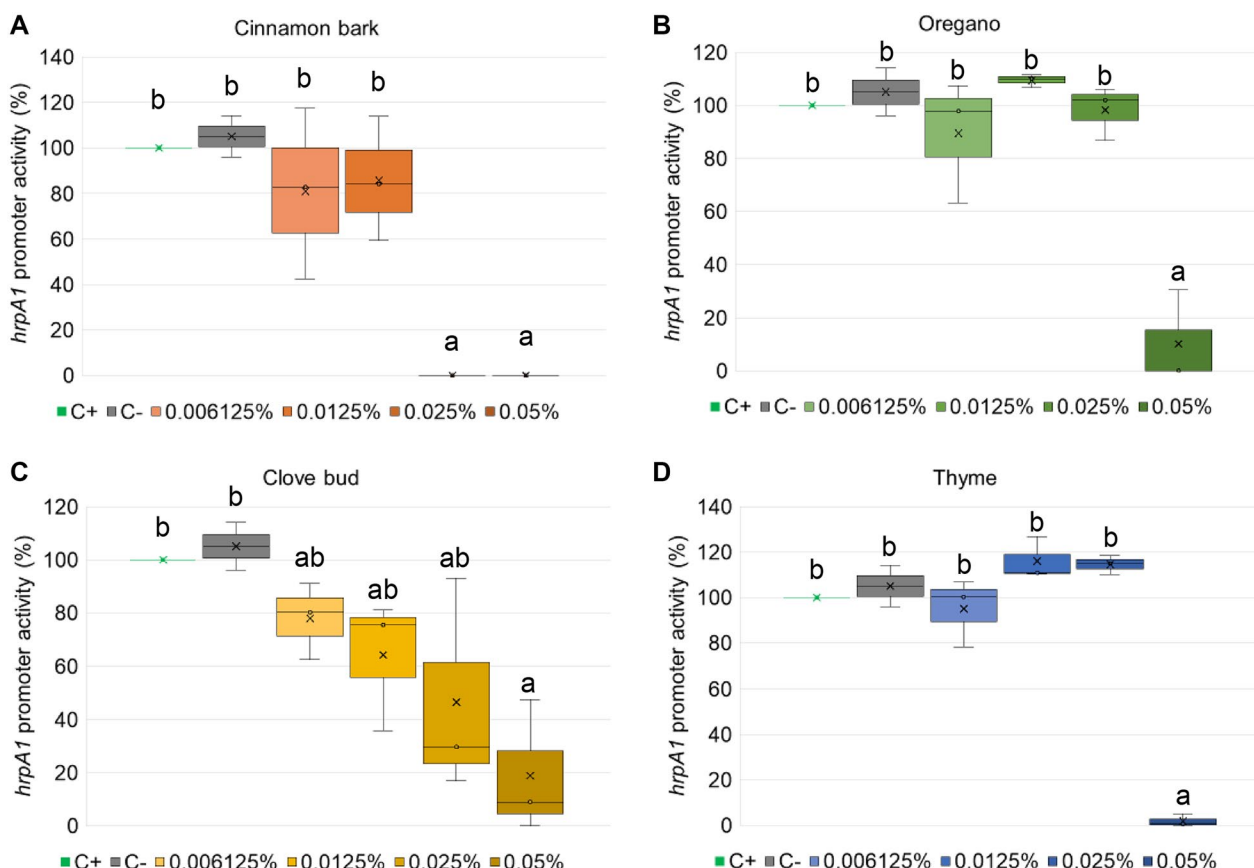 A
Cinnamon bark
hrpA1 promoter activity (%)
140
120
100
80
60
40
20
0
b
b
b
b
a
a
C+ C- 0.006125% 0.0125% 0.025% 0.05%
B
Oregano
hrpA1 promoter activity (%)
120
100
80
60
40
20
0
b
b
b
b
b
a
C+ C- 0.006125% 0.0125% 0.025% 0.05%
C
Clove bud
hrpA1 promoter activity (%)
120
100
80
60
40
20
0
b
b
ab
ab
ab
a
C+ C- 0.006125% 0.0125% 0.025% 0.05%
D
Thyme
hrpA1 promoter activity (%)
140
120
100
80
60
40
20
0
b
b
b
b
b
a
C+ C- 0.006125% 0.0125% 0.025% 0.05%